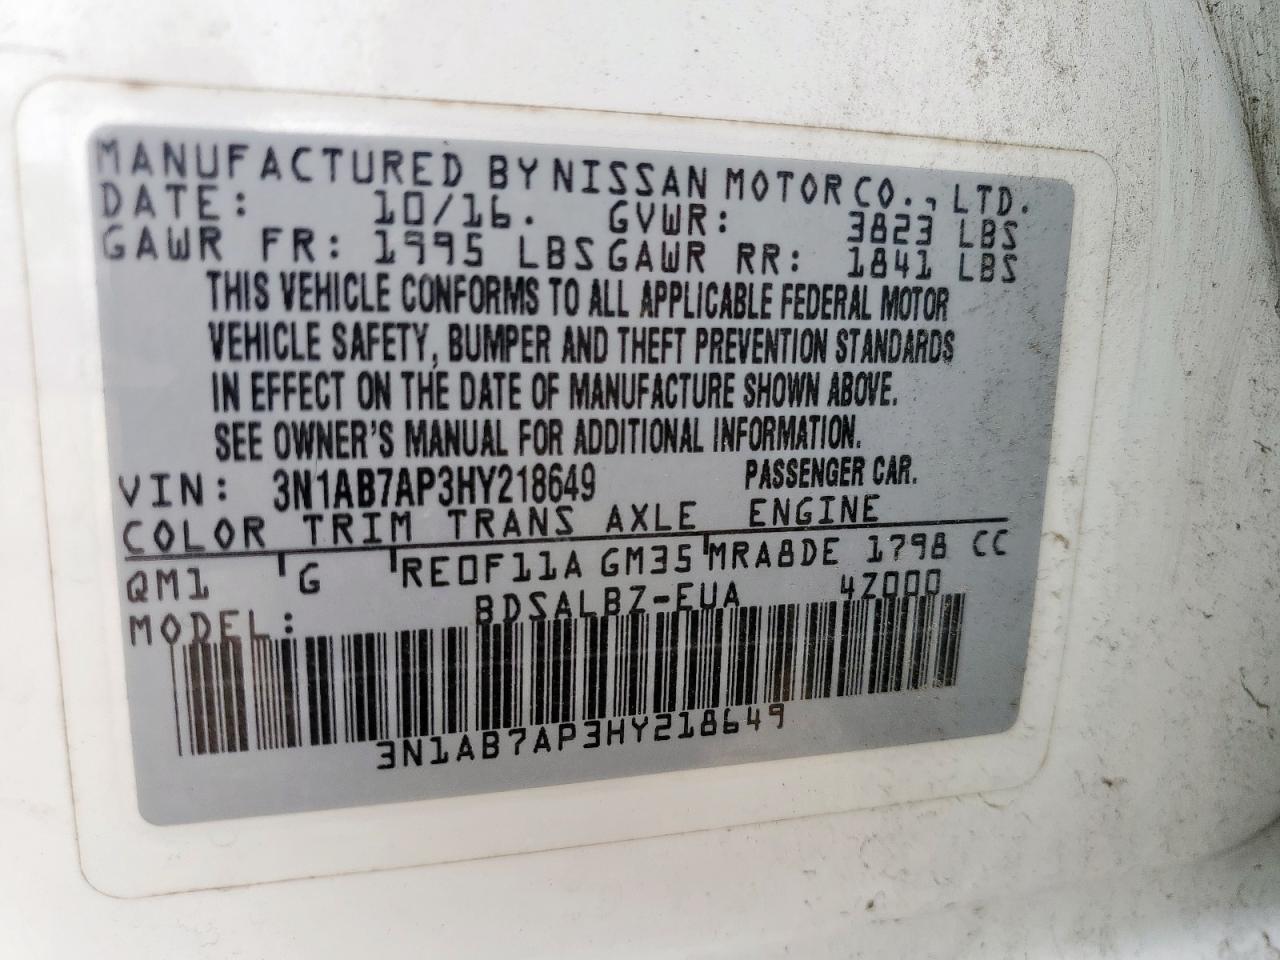 MANUFACTURED BY NISSAN MOTOR CO., LTD.
DATE: 10/16. GVWR: 3823 LBS
GAWR FR: 1995 LBS GAWR RR: 1841 LBS
THIS VEHICLE CONFORMS TO ALL APPLICABLE FEDERAL MOTOR
VEHICLE SAFETY, BUMPER AND THEFT PREVENTION STANDARDS
IN EFFECT ON THE DATE OF MANUFACTURE SHOWN ABOVE.
SEE OWNER'S MANUAL FOR ADDITIONAL INFORMATION.
VIN: 3N1AB7AP3HY218649 PASSENGER CAR.
COLOR TRIM TRANS AXLE ENGINE
QM1 G RE0F11A GM35 MRA8DE 1798 CC
MODEL: BDSALBZ-EUA 4Z000
3N1AB7AP3HY218649